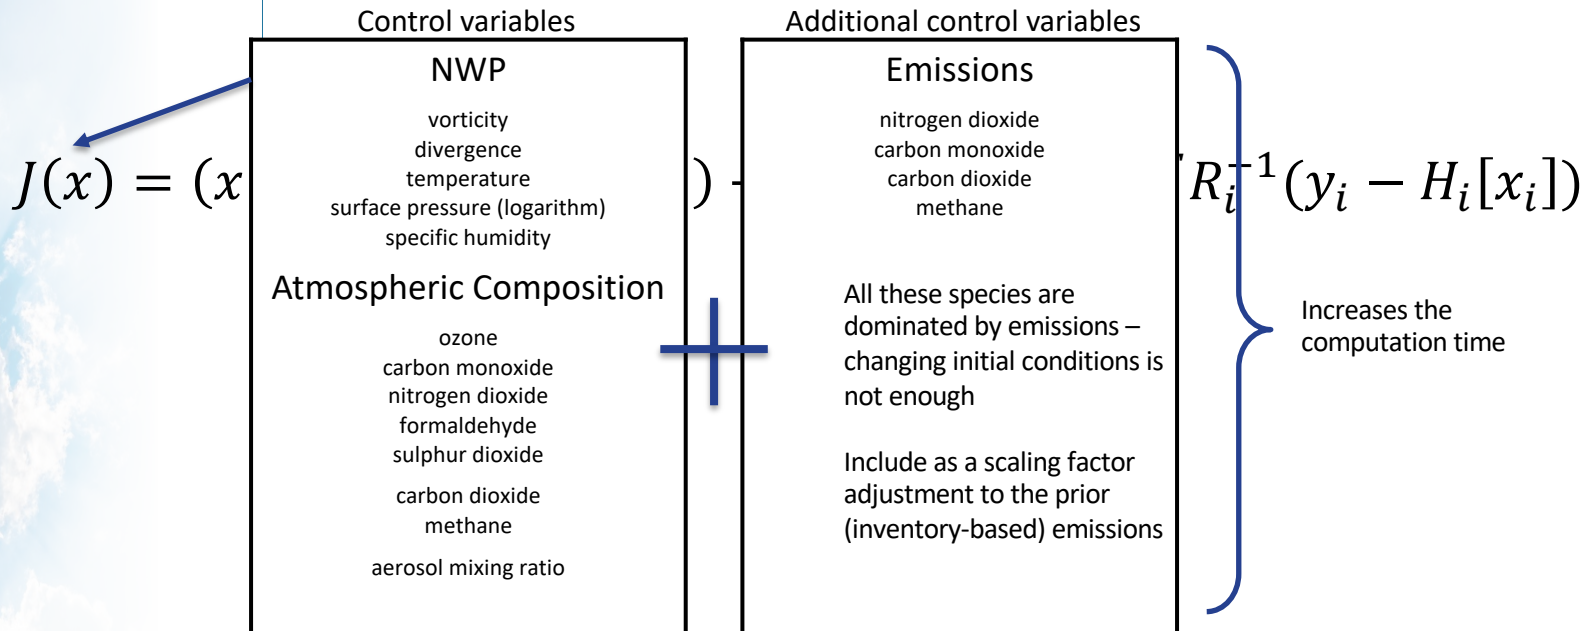 Control variables
NWP
vorticity
divergence
temperature
surface pressure (logarithm)
specific humidity
Atmospheric Composition
ozone
carbon monoxide
nitrogen dioxide
formaldehyde
sulphur dioxide
carbon dioxide
methane
aerosol mixing ratio
Additional control variables
Emissions
nitrogen dioxide
carbon monoxide
carbon dioxide
methane
All these species are
dominated by emissions –
changing initial conditions is
not enough
Include as a scaling factor
adjustment to the prior
(inventory-based) emissions
J(x) = (x ) R_i^{-1}(y_i − H_i[x_i])
Increases the
computation time